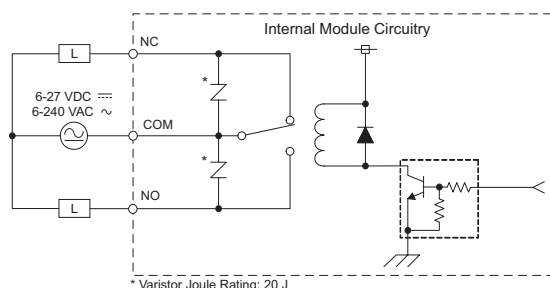 Internal Module Circuitry
NC
L
*
6-27 VDC ⎓
6-240 VAC ∿
COM
*
NO
L
* Varistor Joule Rating: 20 J